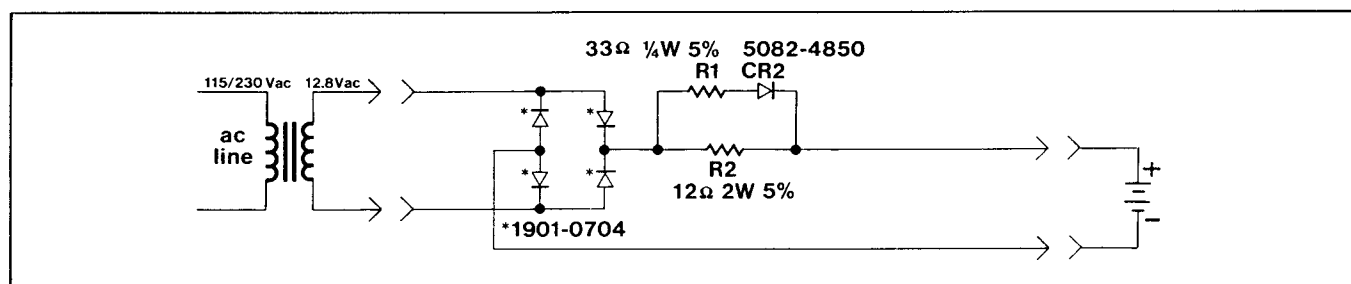 33Ω ¼W 5% 5082-4850
R1 CR2
115/230 Vac 12.8Vac
ac
line
*
*
*
*
R2
12Ω 2W 5%
*1901-0704
+
-